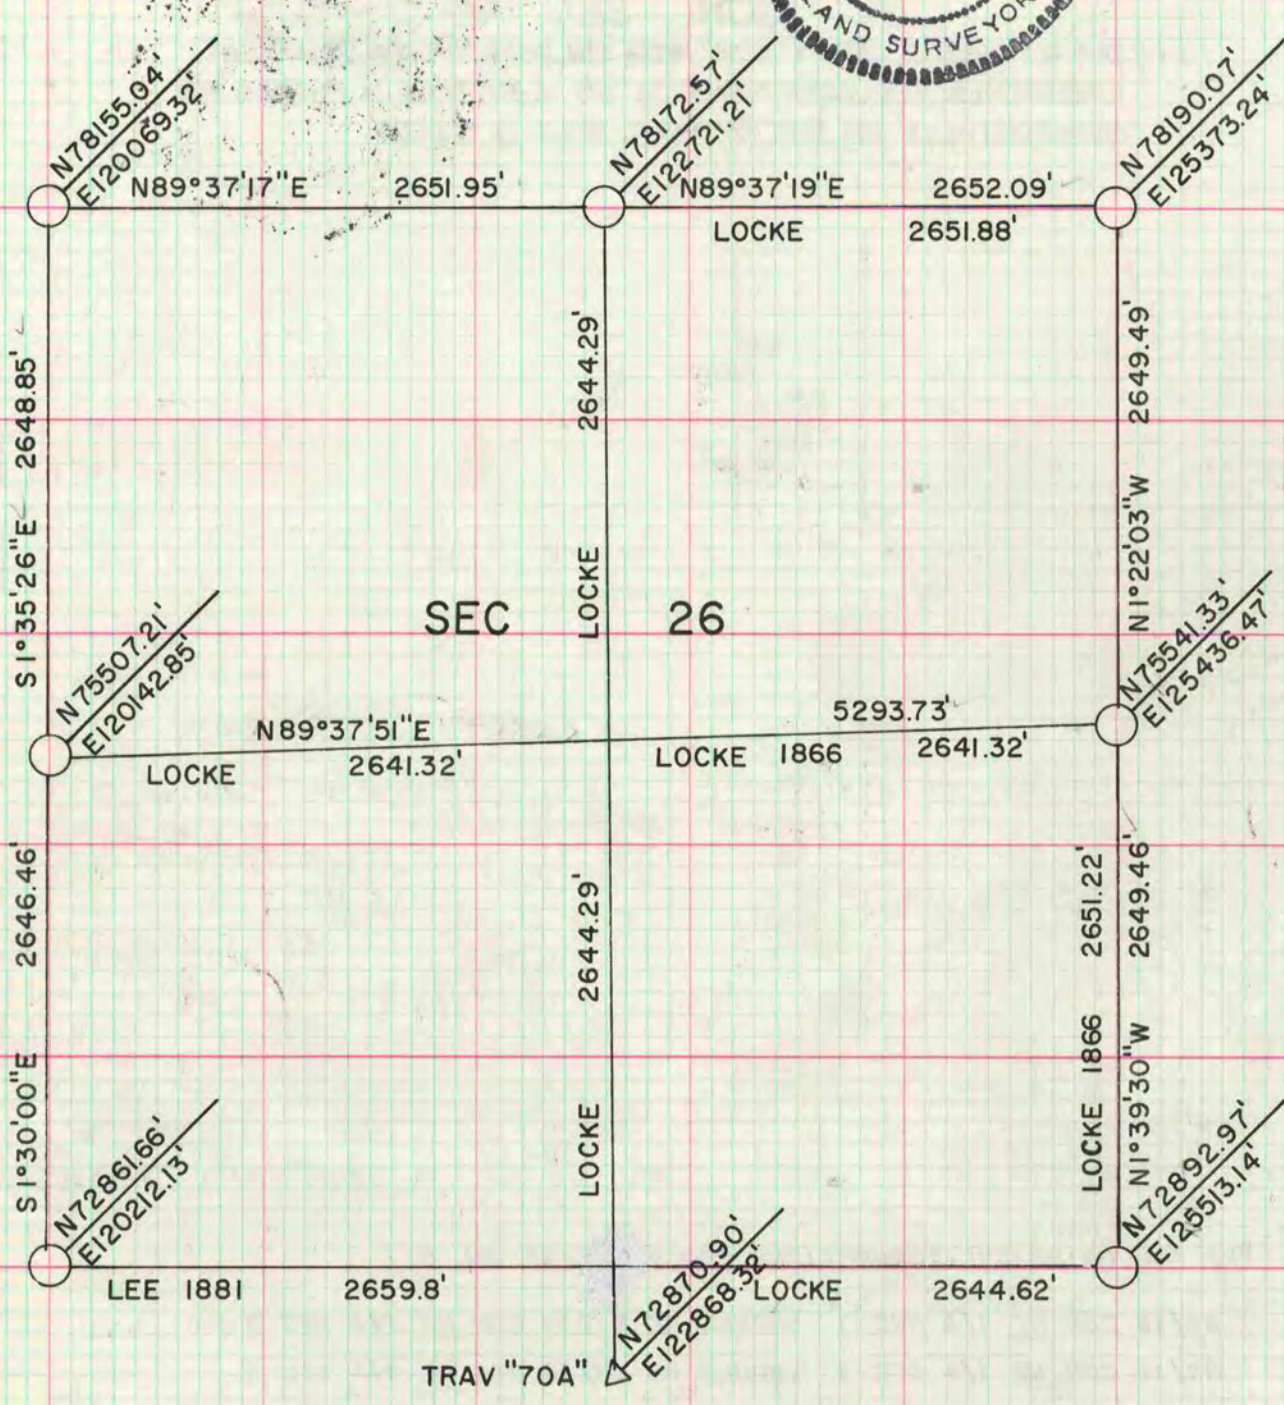 LAND SURVEYOR
N78155.04'
E120069.32'
N78172.57'
E122721.21'
N78190.07'
E125373.24'
N89°37'17"E 2651.95'
N89°37'19"E 2652.09'
LOCKE 2651.88'
S1°35'26"E 2648.85'
LOCKE 2644.29'
N1°22'03"W 2649.49'
SEC 26
N75507.21'
E120142.85'
N75541.33'
E125436.47'
N89°37'51"E 5293.73'
LOCKE 2641.32'
LOCKE 1866 2641.32'
S1°30'00"E 2646.46'
LOCKE 2644.29'
LOCKE 1866 2651.22'
N1°39'30"W 2649.46'
N72861.66'
E120212.13'
N72892.97'
E125513.14'
LEE 1881 2659.8'
LOCKE 2644.62'
N72870.90'
E122868.32'
TRAV "70A"